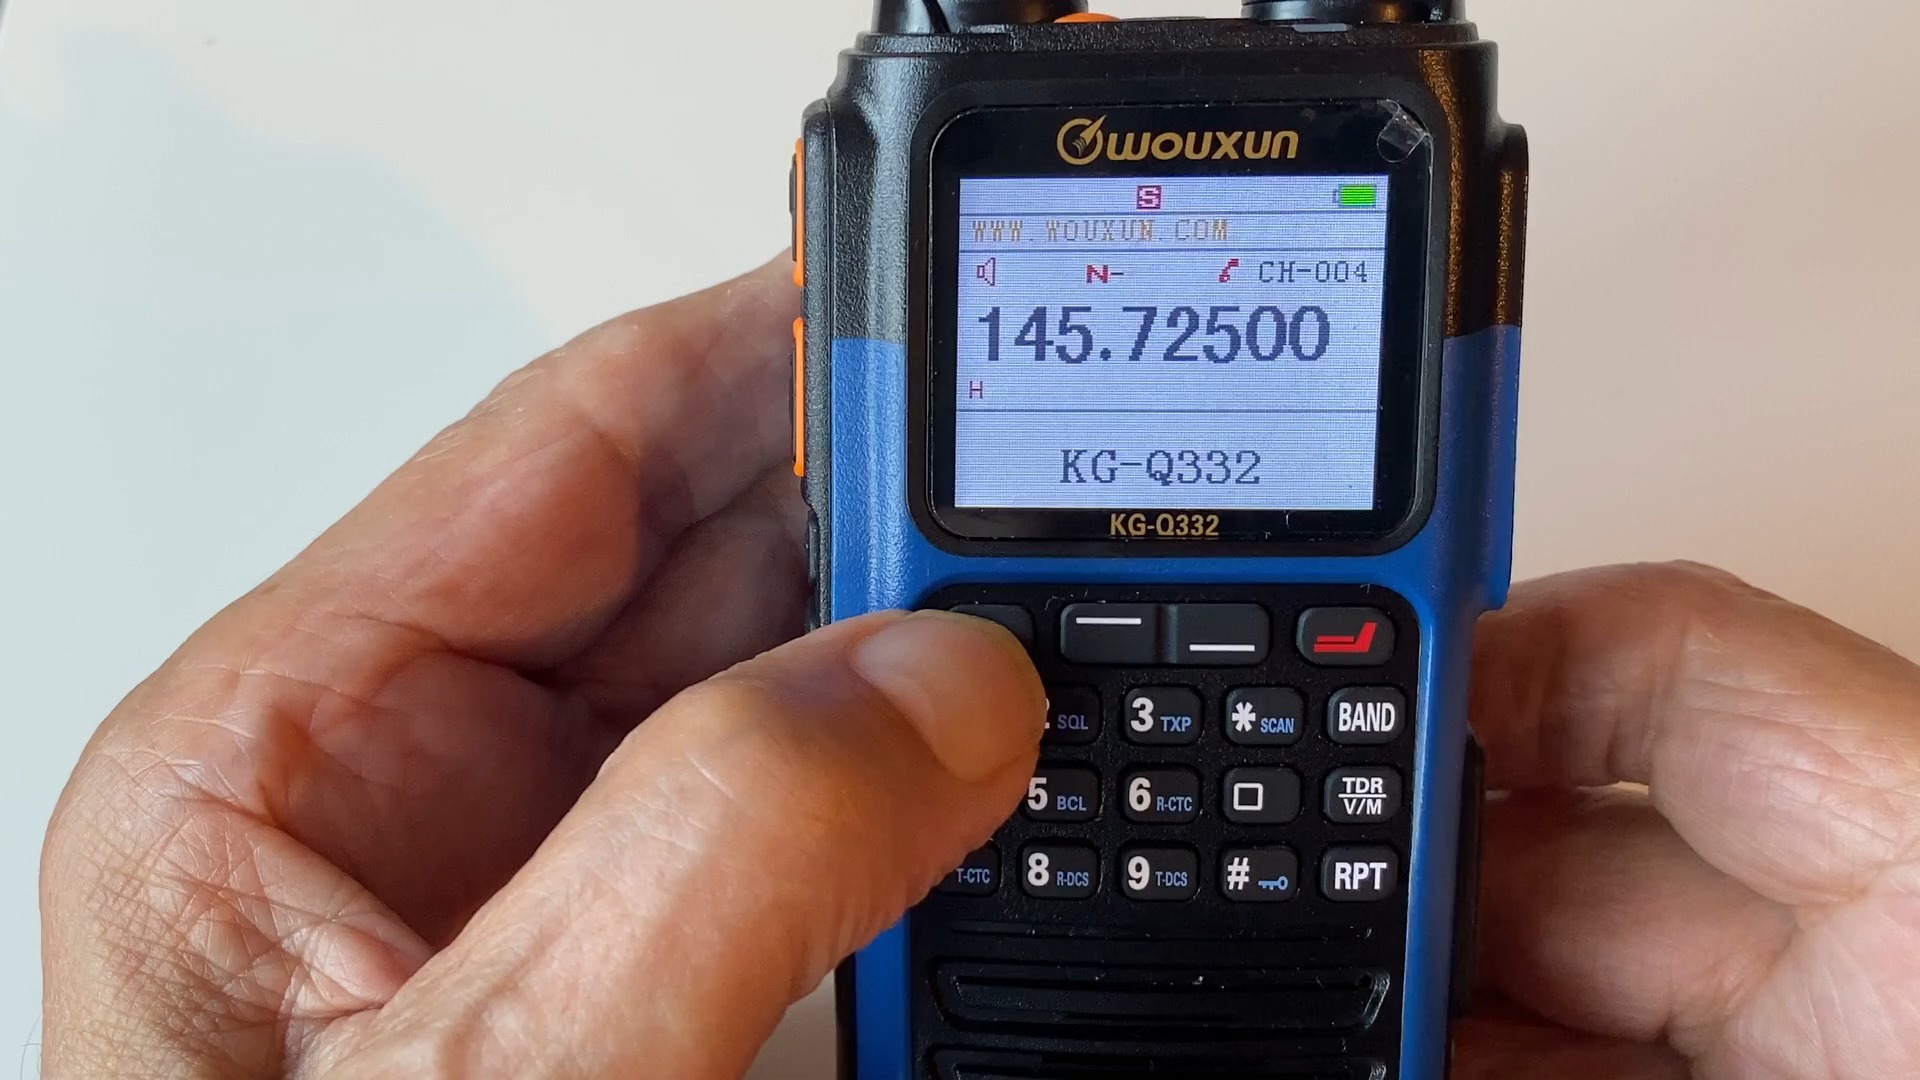 wouxun
S
WWW.WOUXUN.COM
N- CH-004
145.72500
H
KG-Q332
KG-Q332
SQL 3 TXP * SCAN BAND
5 BCL 6 R-CTC TDR V/M
T-CTC 8 R-DCS 9 T-DCS # RPT